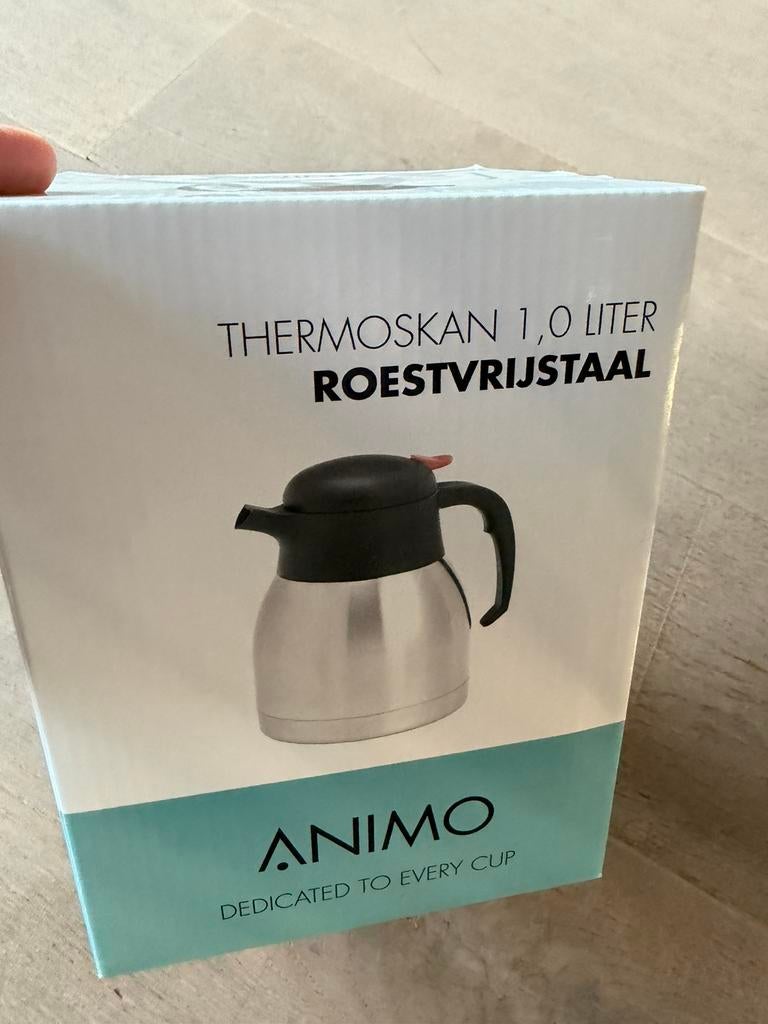 THERMOSKAN 1,0 LITER
ROESTVRIJSTAAL
ANIMO
DEDICATED TO EVERY CUP